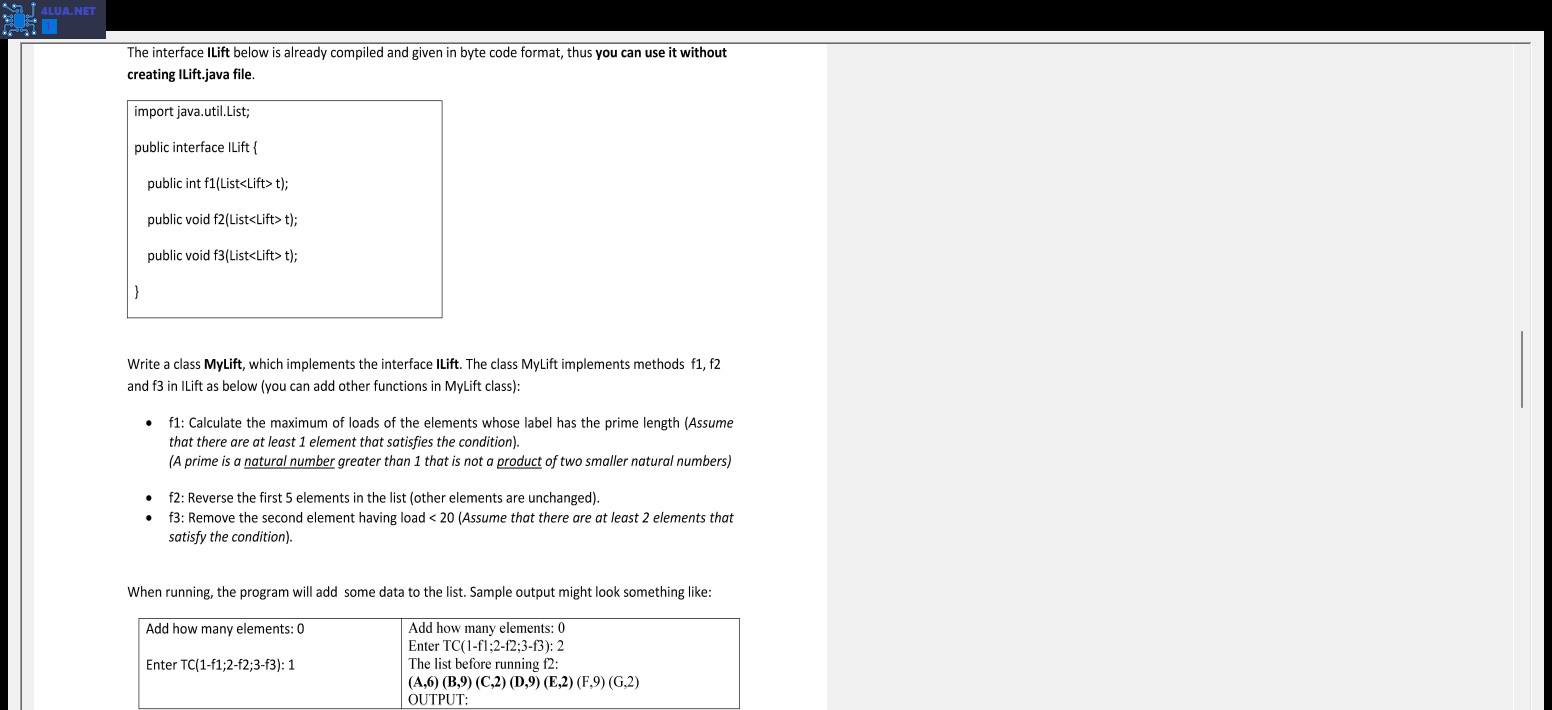 4LUA.NET
The interface ILift below is already compiled and given in byte code format, thus you can use it without
creating ILift.java file.
import java.util.List;
public interface ILift {
public int f1(List<Lift> t);
public void f2(List<Lift> t);
public void f3(List<Lift> t);
}
Write a class MyLift, which implements the interface ILift. The class MyLift implements methods f1, f2
and f3 in ILift as below (you can add other functions in MyLift class):
• f1: Calculate the maximum of loads of the elements whose label has the prime length (Assume
that there are at least 1 element that satisfies the condition).
(A prime is a natural number greater than 1 that is not a product of two smaller natural numbers)
• f2: Reverse the first 5 elements in the list (other elements are unchanged).
• f3: Remove the second element having load < 20 (Assume that there are at least 2 elements that
satisfy the condition).
When running, the program will add some data to the list. Sample output might look something like:
Add how many elements: 0
Enter TC(1-f1;2-f2;3-f3): 1
Add how many elements: 0
Enter TC(1-f1;2-f2;3-f3): 2
The list before running f2:
(A,6) (B,9) (C,2) (D,9) (E,2) (F,9) (G,2)
OUTPUT: